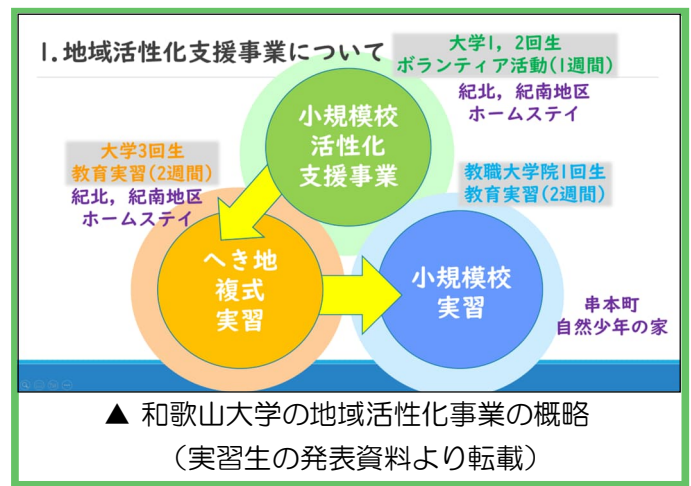 1.地域活性化支援事業について
大学1，2回生
ボランティア活動(1週間)
紀北，紀南地区
ホームステイ
小規模校
活性化
支援事業
大学3回生
教育実習(2週間)
紀北，紀南地区
ホームステイ
教職大学院1回生
教育実習(2週間)
へき地
複式
実習
小規模校
実習
串本町
自然少年の家
▲ 和歌山大学の地域活性化事業の概略
（実習生の発表資料より転載）